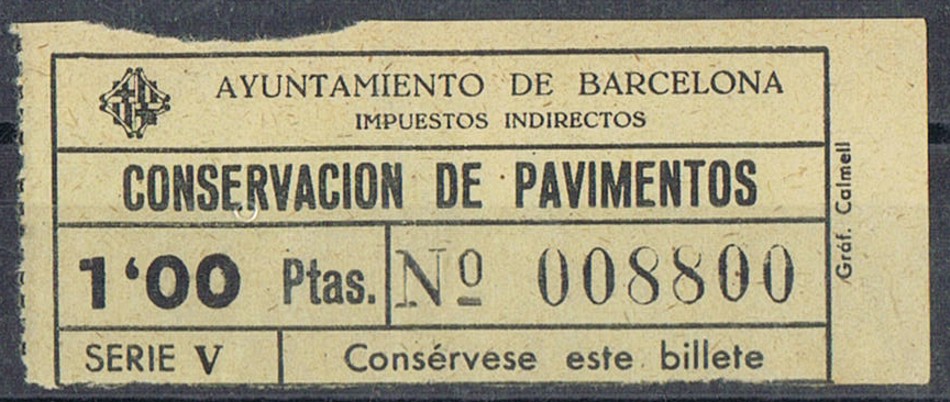 AYUNTAMIENTO DE BARCELONA
IMPUESTOS INDIRECTOS
CONSERVACION DE PAVIMENTOS
1'00 Ptas. Nº 008800
SERIE V Consérvese este billete
Gráf. Calmell